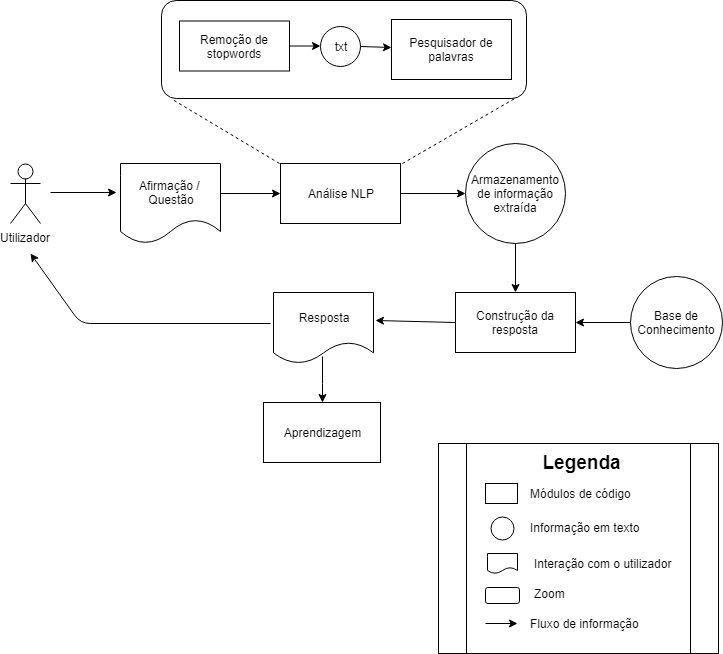 Remoção de
stopwords
txt
Pesquisador de
palavras
Utilizador
Afirmação /
Questão
Análise NLP
Armazenamento
de informação
extraída
Resposta
Construção da
resposta
Base de
Conhecimento
Aprendizagem
Legenda
Módulos de código
Informação em texto
Interação com o utilizador
Zoom
Fluxo de informação